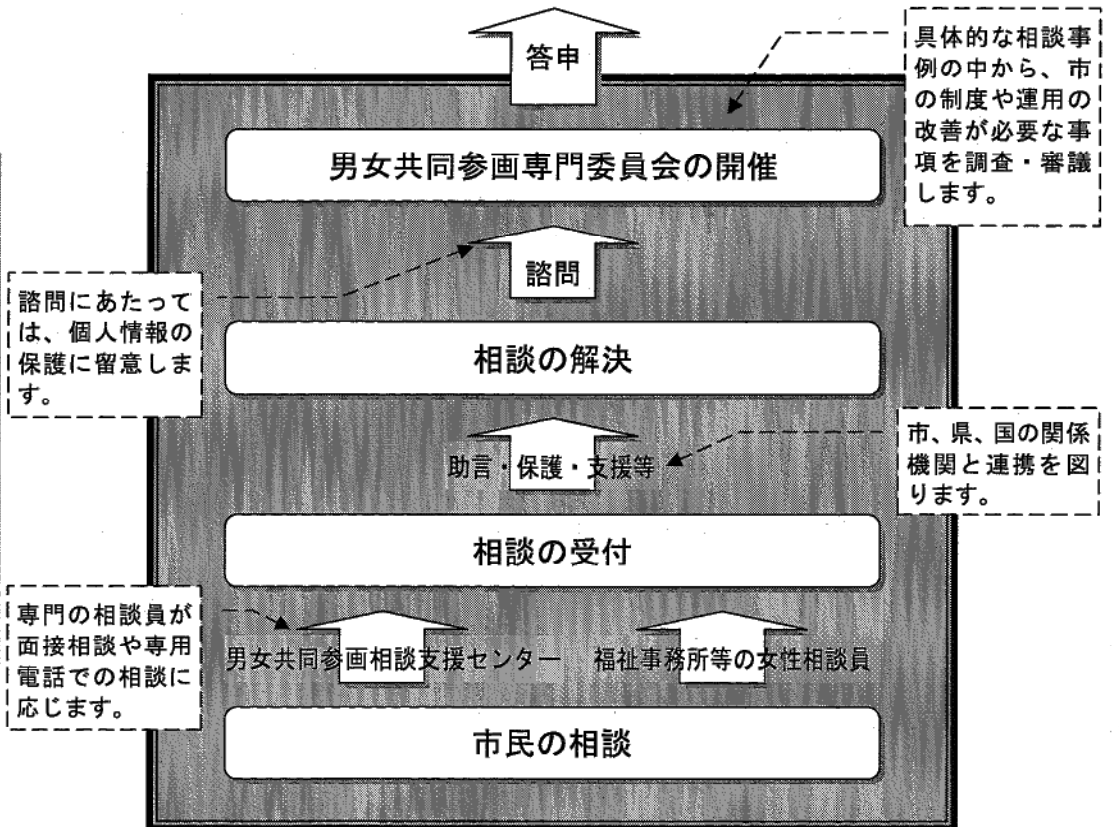 答申
具体的な相談事
例の中から、市
の制度や運用の
改善が必要な事
項を調査・審議
します。
男女共同参画専門委員会の開催
諮問
諮問にあたって
は、個人情報の
保護に留意しま
す。
相談の解決
助言・保護・支援等
市、県、国の関係
機関と連携を図
ります。
相談の受付
専門の相談員が
面接相談や専用
電話での相談に
応じます。
男女共同参画相談支援センター
福祉事務所等の女性相談員
市民の相談